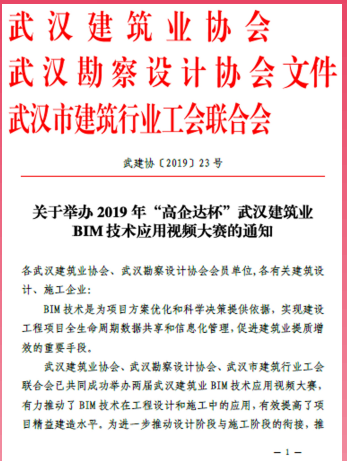 武汉建筑业协会
武汉勘察设计协会文件
武汉市建筑行业工会联合会
武建协〔2019〕23号
关于举办2019年“高企达杯”武汉建筑业
BIM技术应用视频大赛的通知
各武汉建筑业协会、武汉勘察设计协会会员单位,各有关建筑设
计、施工企业:
BIM技术是为项目方案优化和科学决策提供依据，实现建设
工程项目全生命周期数据共享和信息化管理，促进建筑业提质增
效的重要手段。
武汉建筑业协会、武汉勘察设计协会、武汉市建筑行业工会
联合会已共同成功举办两届武汉建筑业BIM技术应用视频大赛，
有力推动了BIM技术在工程设计和施工中的应用，有效提高了项
目精益建造水平。为进一步推动设计阶段与施工阶段的衔接，推
— 1 —